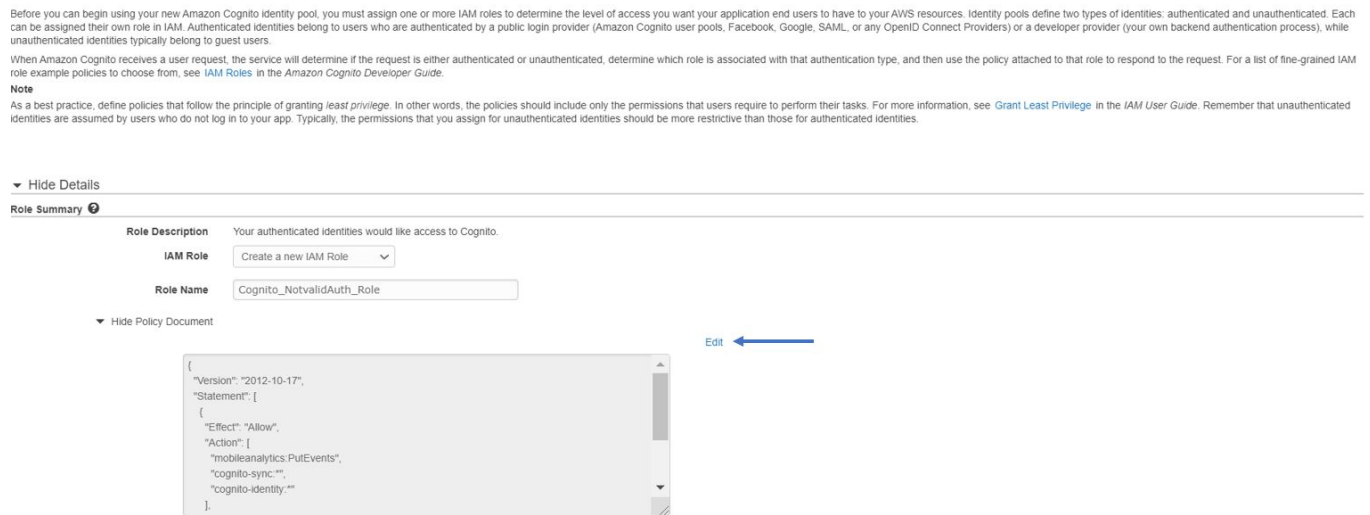 Before you can begin using your new Amazon Cognito identity pool, you must assign one or more IAM roles to determine the level of access you want your application end users to have to your AWS resources. Identity pools define two types of identities: authenticated and unauthenticated. Each
can be assigned their own role in IAM. Authenticated identities belong to users who are authenticated by a public login provider (Amazon Cognito user pools, Facebook, Google, SAML, or any OpenID Connect Providers) or a developer provider (your own backend authentication process), while
unauthenticated identities typically belong to guest users.
When Amazon Cognito receives a user request, the service will determine if the request is either authenticated or unauthenticated, determine which role is associated with that authentication type, and then use the policy attached to that role to respond to the request. For a list of fine-grained IAM
role example policies to choose from, see IAM Roles in the Amazon Cognito Developer Guide.
Note
As a best practice, define policies that follow the principle of granting least privilege. In other words, the policies should include only the permissions that users require to perform their tasks. For more information, see Grant Least Privilege in the IAM User Guide. Remember that unauthenticated
identities are assumed by users who do not log in to your app. Typically, the permissions that you assign for unauthenticated identities should be more restrictive than those for authenticated identities.
Hide Details
Role Summary
Role Description Your authenticated identities would like access to Cognito.
IAM Role Create a new IAM Role
Role Name Cognito_NotvalidAuth_Role
Hide Policy Document
Edit
{
"Version": "2012-10-17",
"Statement": [
{
"Effect": "Allow",
"Action": [
"mobileanalytics:PutEvents",
"cognito-sync:*",
"cognito-identity:*"
],